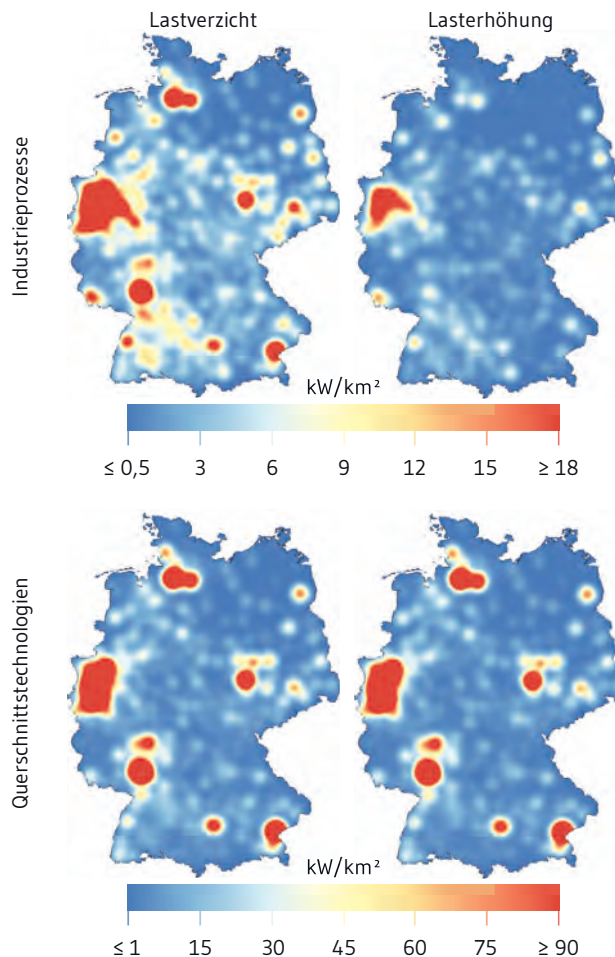 Lastverzicht
Lasterhöhung
Industrieprozesse
kW/km²
≤ 0,5 3 6 9 12 15 ≥ 18
Querschnittstechnologien
kW/km²
≤ 1 15 30 45 60 75 ≥ 90